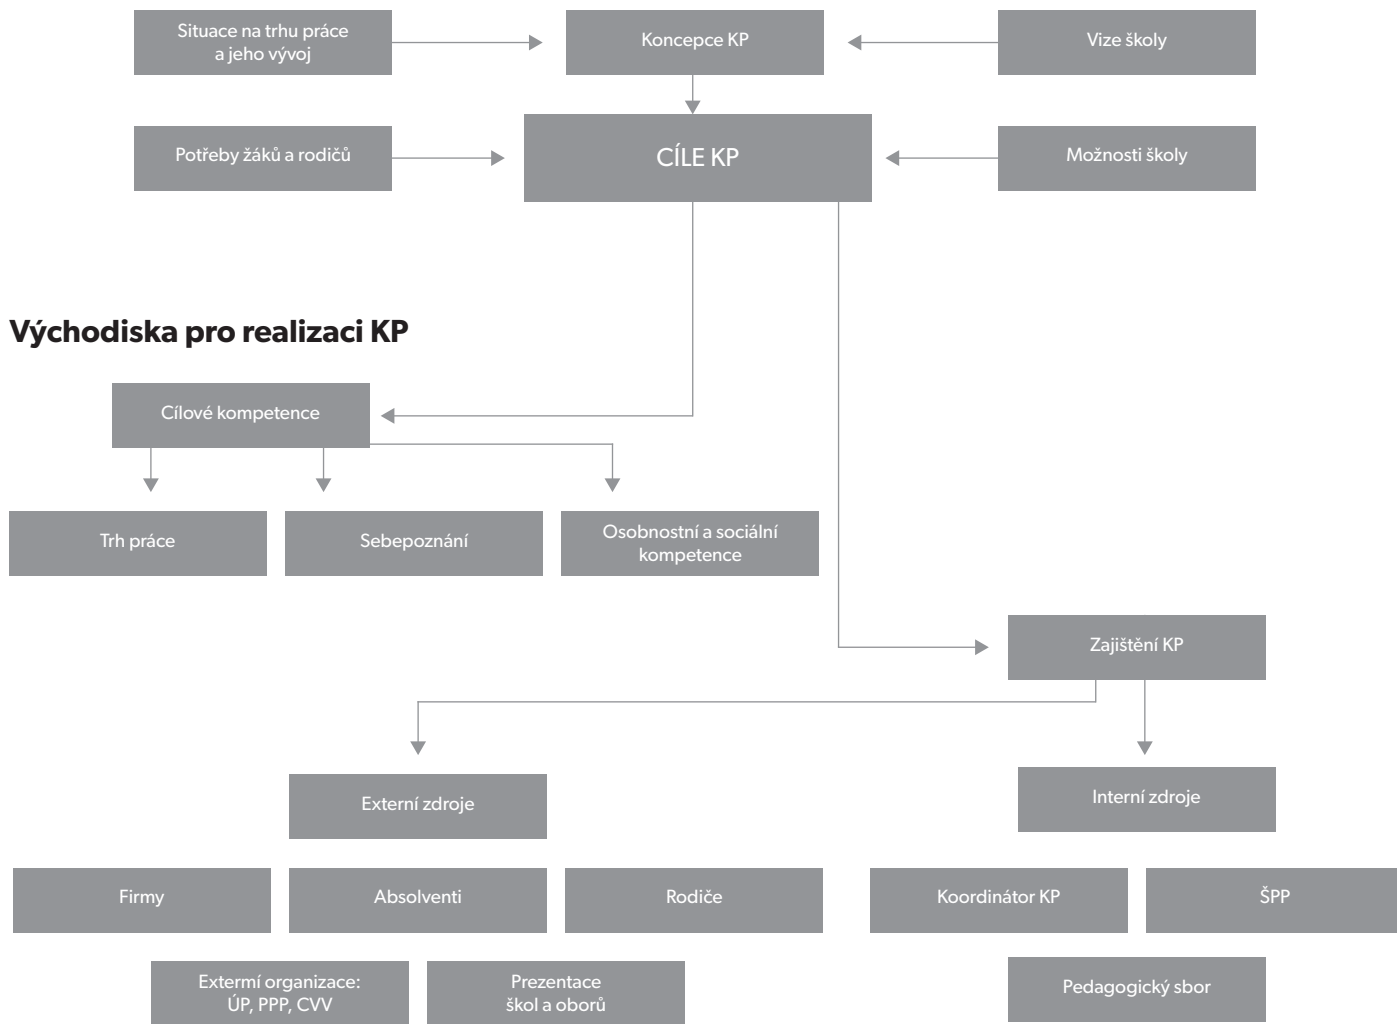 Situace na trhu práce
a jeho vývoj
Koncepce KP
Vize školy
Potřeby žáků a rodičů
CÍLE KP
Možnosti školy
Východiska pro realizaci KP
Cílové kompetence
Trh práce
Sebepoznání
Osobnostní a sociální
kompetence
Zajištění KP
Externí zdroje
Interní zdroje
Firmy
Absolventi
Rodiče
Koordinátor KP
ŠPP
Extermí organizace:
ÚP, PPP, CVV
Prezentace
škol a oborů
Pedagogický sbor